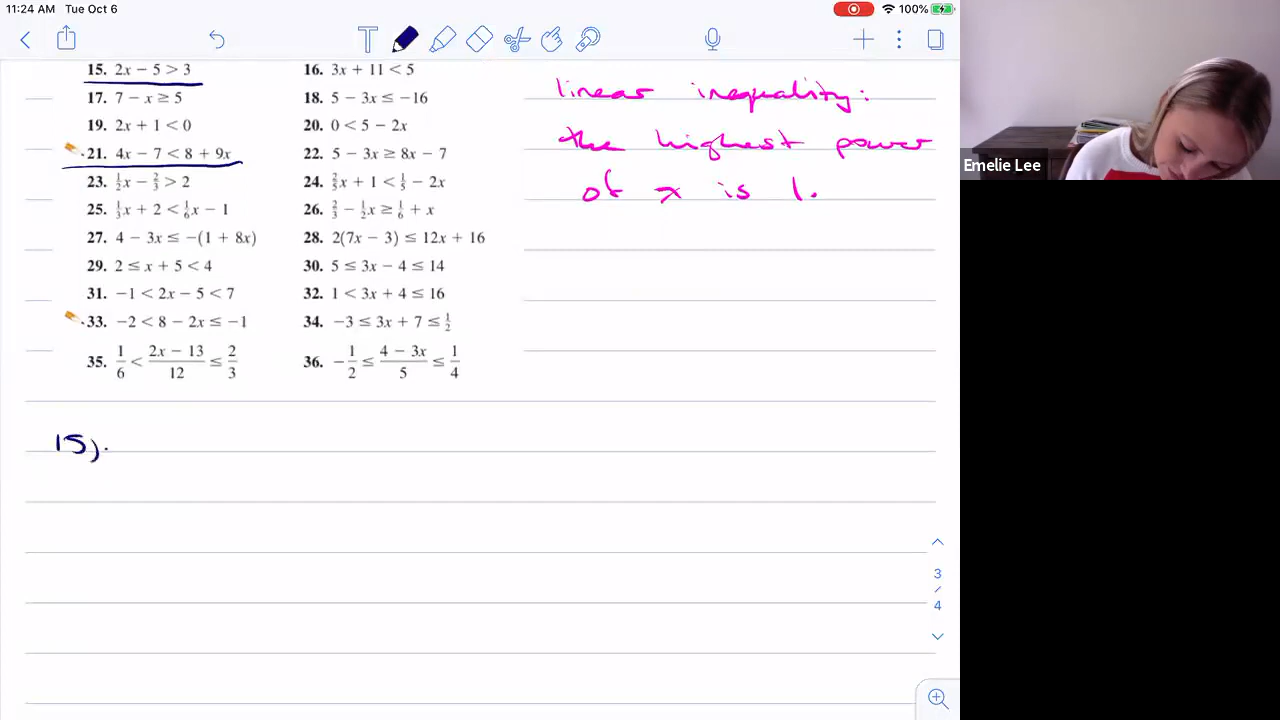 11:24 AM Tue Oct 6 100%
15. 2x − 5 > 3 16. 3x + 11 < 5
17. 7 − x ≥ 5 18. 5 − 3x ≤ −16
19. 2x + 1 < 0 20. 0 < 5 − 2x
21. 4x − 7 < 8 + 9x 22. 5 − 3x ≥ 8x − 7
23. 1/2x − 2/3 > 2 24. 2/5x + 1 < 1/5 − 2x
25. 1/3x + 2 < 1/6x − 1 26. 2/3 − 1/2x ≥ 1/6 + x
27. 4 − 3x ≤ −(1 + 8x) 28. 2(7x − 3) ≤ 12x + 16
29. 2 ≤ x + 5 < 4 30. 5 ≤ 3x − 4 ≤ 14
31. −1 < 2x − 5 < 7 32. 1 < 3x + 4 ≤ 16
33. −2 < 8 − 2x ≤ −1 34. −3 ≤ 3x + 7 ≤ 1/2
35. 1/6 < (2x − 13)/12 ≤ 2/3 36. −1/2 ≤ (4 − 3x)/5 ≤ 1/4
linear inequality:
the highest power
of x is 1.
15).
3
/
4
Emelie Lee